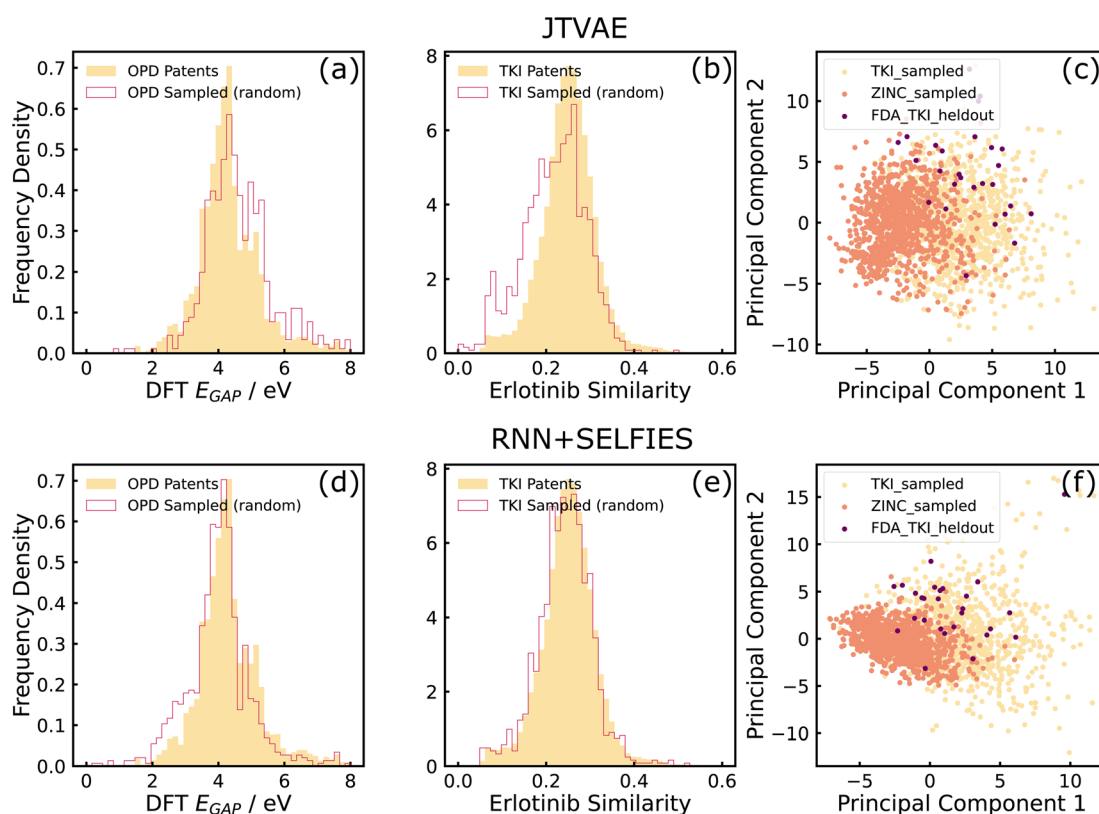 JTVAE
(a)
OPD Patents
OPD Sampled (random)
Frequency Density
0.7
0.6
0.5
0.4
0.3
0.2
0.1
0.0
0 2 4 6 8
DFT E_GAP / eV
(b)
TKI Patents
TKI Sampled (random)
8
6
4
2
0
0.0 0.2 0.4 0.6
Erlotinib Similarity
(c)
TKI_sampled
ZINC_sampled
FDA_TKI_heldout
Principal Component 2
10
5
0
−5
−10
−5 0 5 10
Principal Component 1
RNN+SELFIES
(d)
OPD Patents
OPD Sampled (random)
Frequency Density
0.7
0.6
0.5
0.4
0.3
0.2
0.1
0.0
0 2 4 6 8
DFT E_GAP / eV
(e)
TKI Patents
TKI Sampled (random)
8
6
4
2
0
0.0 0.2 0.4 0.6
Erlotinib Similarity
(f)
TKI_sampled
ZINC_sampled
FDA_TKI_heldout
Principal Component 2
15
10
5
0
−5
−10
−5 0 5 10
Principal Component 1